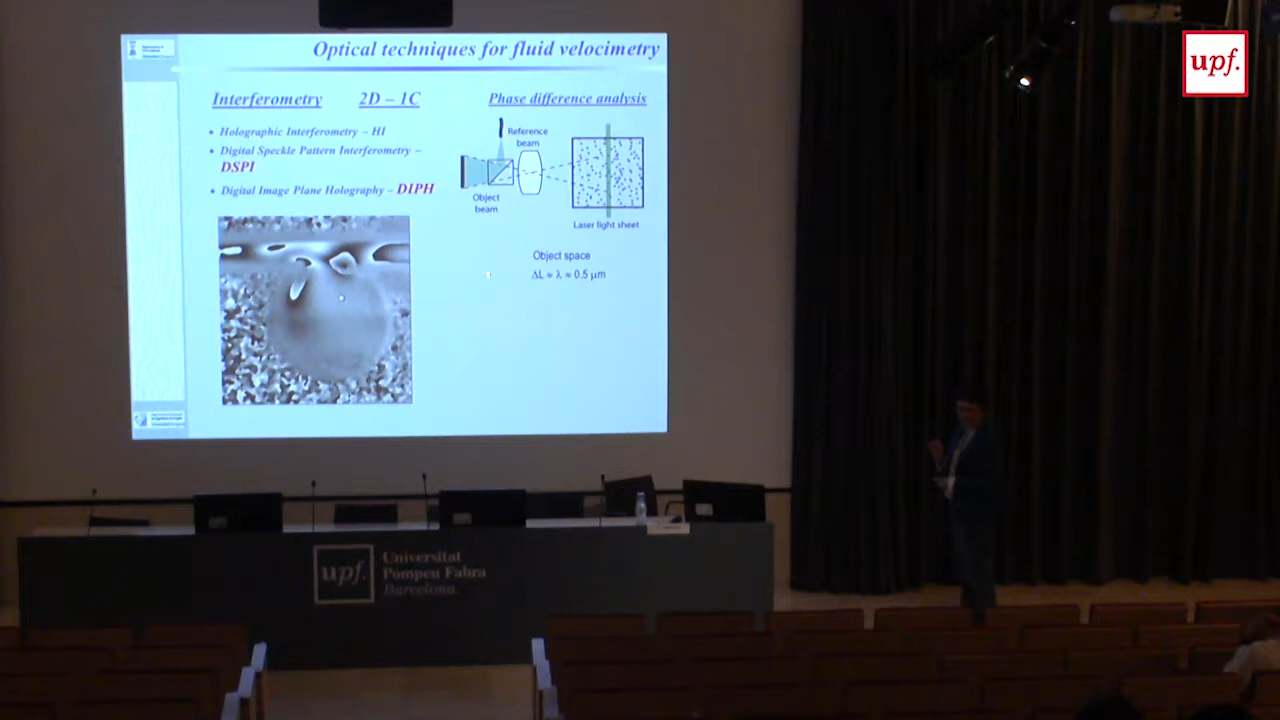 upf.
Optical techniques for fluid velocimetry
Interferometry 2D – 1C
• Holographic Interferometry – HI
• Digital Speckle Pattern Interferometry –
DSPI
• Digital Image Plane Holography – DIPH
Phase difference analysis
Reference
beam
Object
beam
Laser light sheet
Object space
ΔL ≈ λ ≈ 0.5 μm
upf.
Universitat
Pompeu Fabra
Barcelona